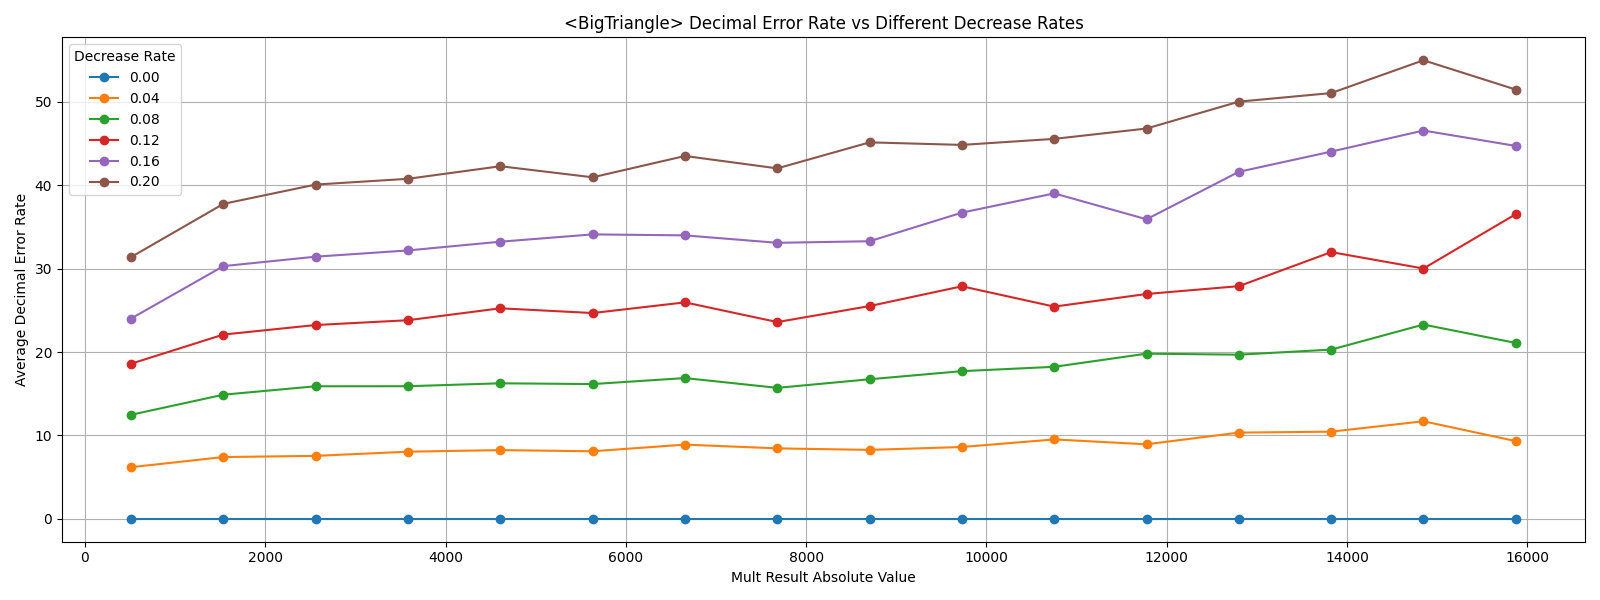 <BigTriangle> Decimal Error Rate vs Different Decrease Rates
Decrease Rate
0.00
0.04
0.08
0.12
0.16
0.20
Average Decimal Error Rate
50
40
30
20
10
0
0 2000 4000 6000 8000 10000 12000 14000 16000
Mult Result Absolute Value